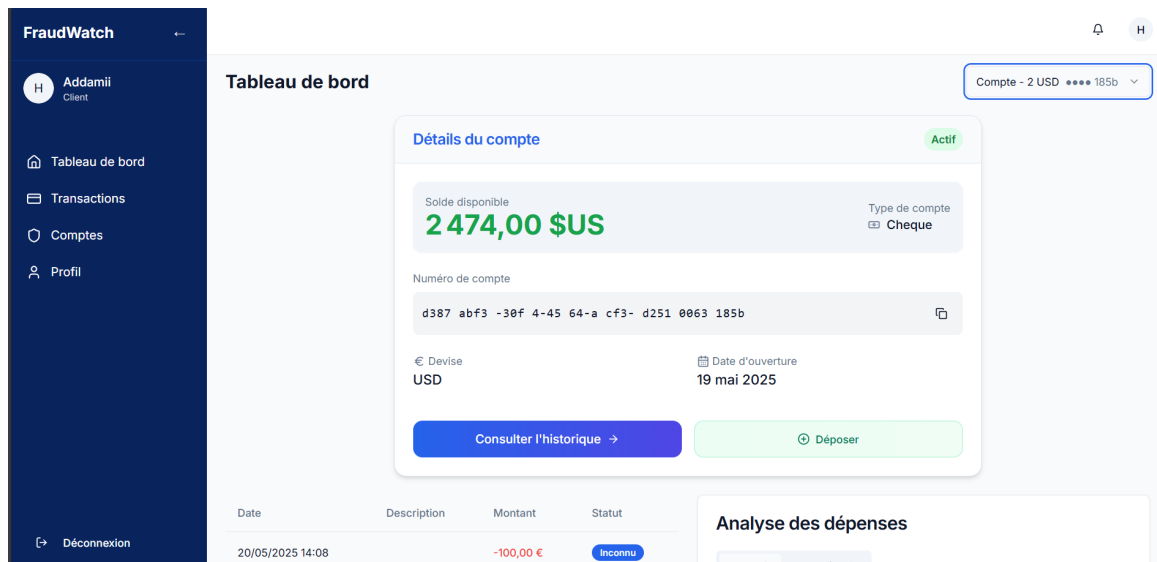 FraudWatch ←
H
H
Addamii
Client
Tableau de bord
Transactions
Comptes
Profil
Déconnexion
Tableau de bord
Compte - 2 USD ●●●● 185b
Détails du compte
Actif
Solde disponible
2 474,00 $US
Type de compte
Cheque
Numéro de compte
d387 abf3 -30f 4-45 64-a cf3- d251 0063 185b
€ Devise
USD
Date d'ouverture
19 mai 2025
Consulter l'historique →
Déposer
Date Description Montant Statut
20/05/2025 14:08 -100,00 € Inconnu
Analyse des dépenses